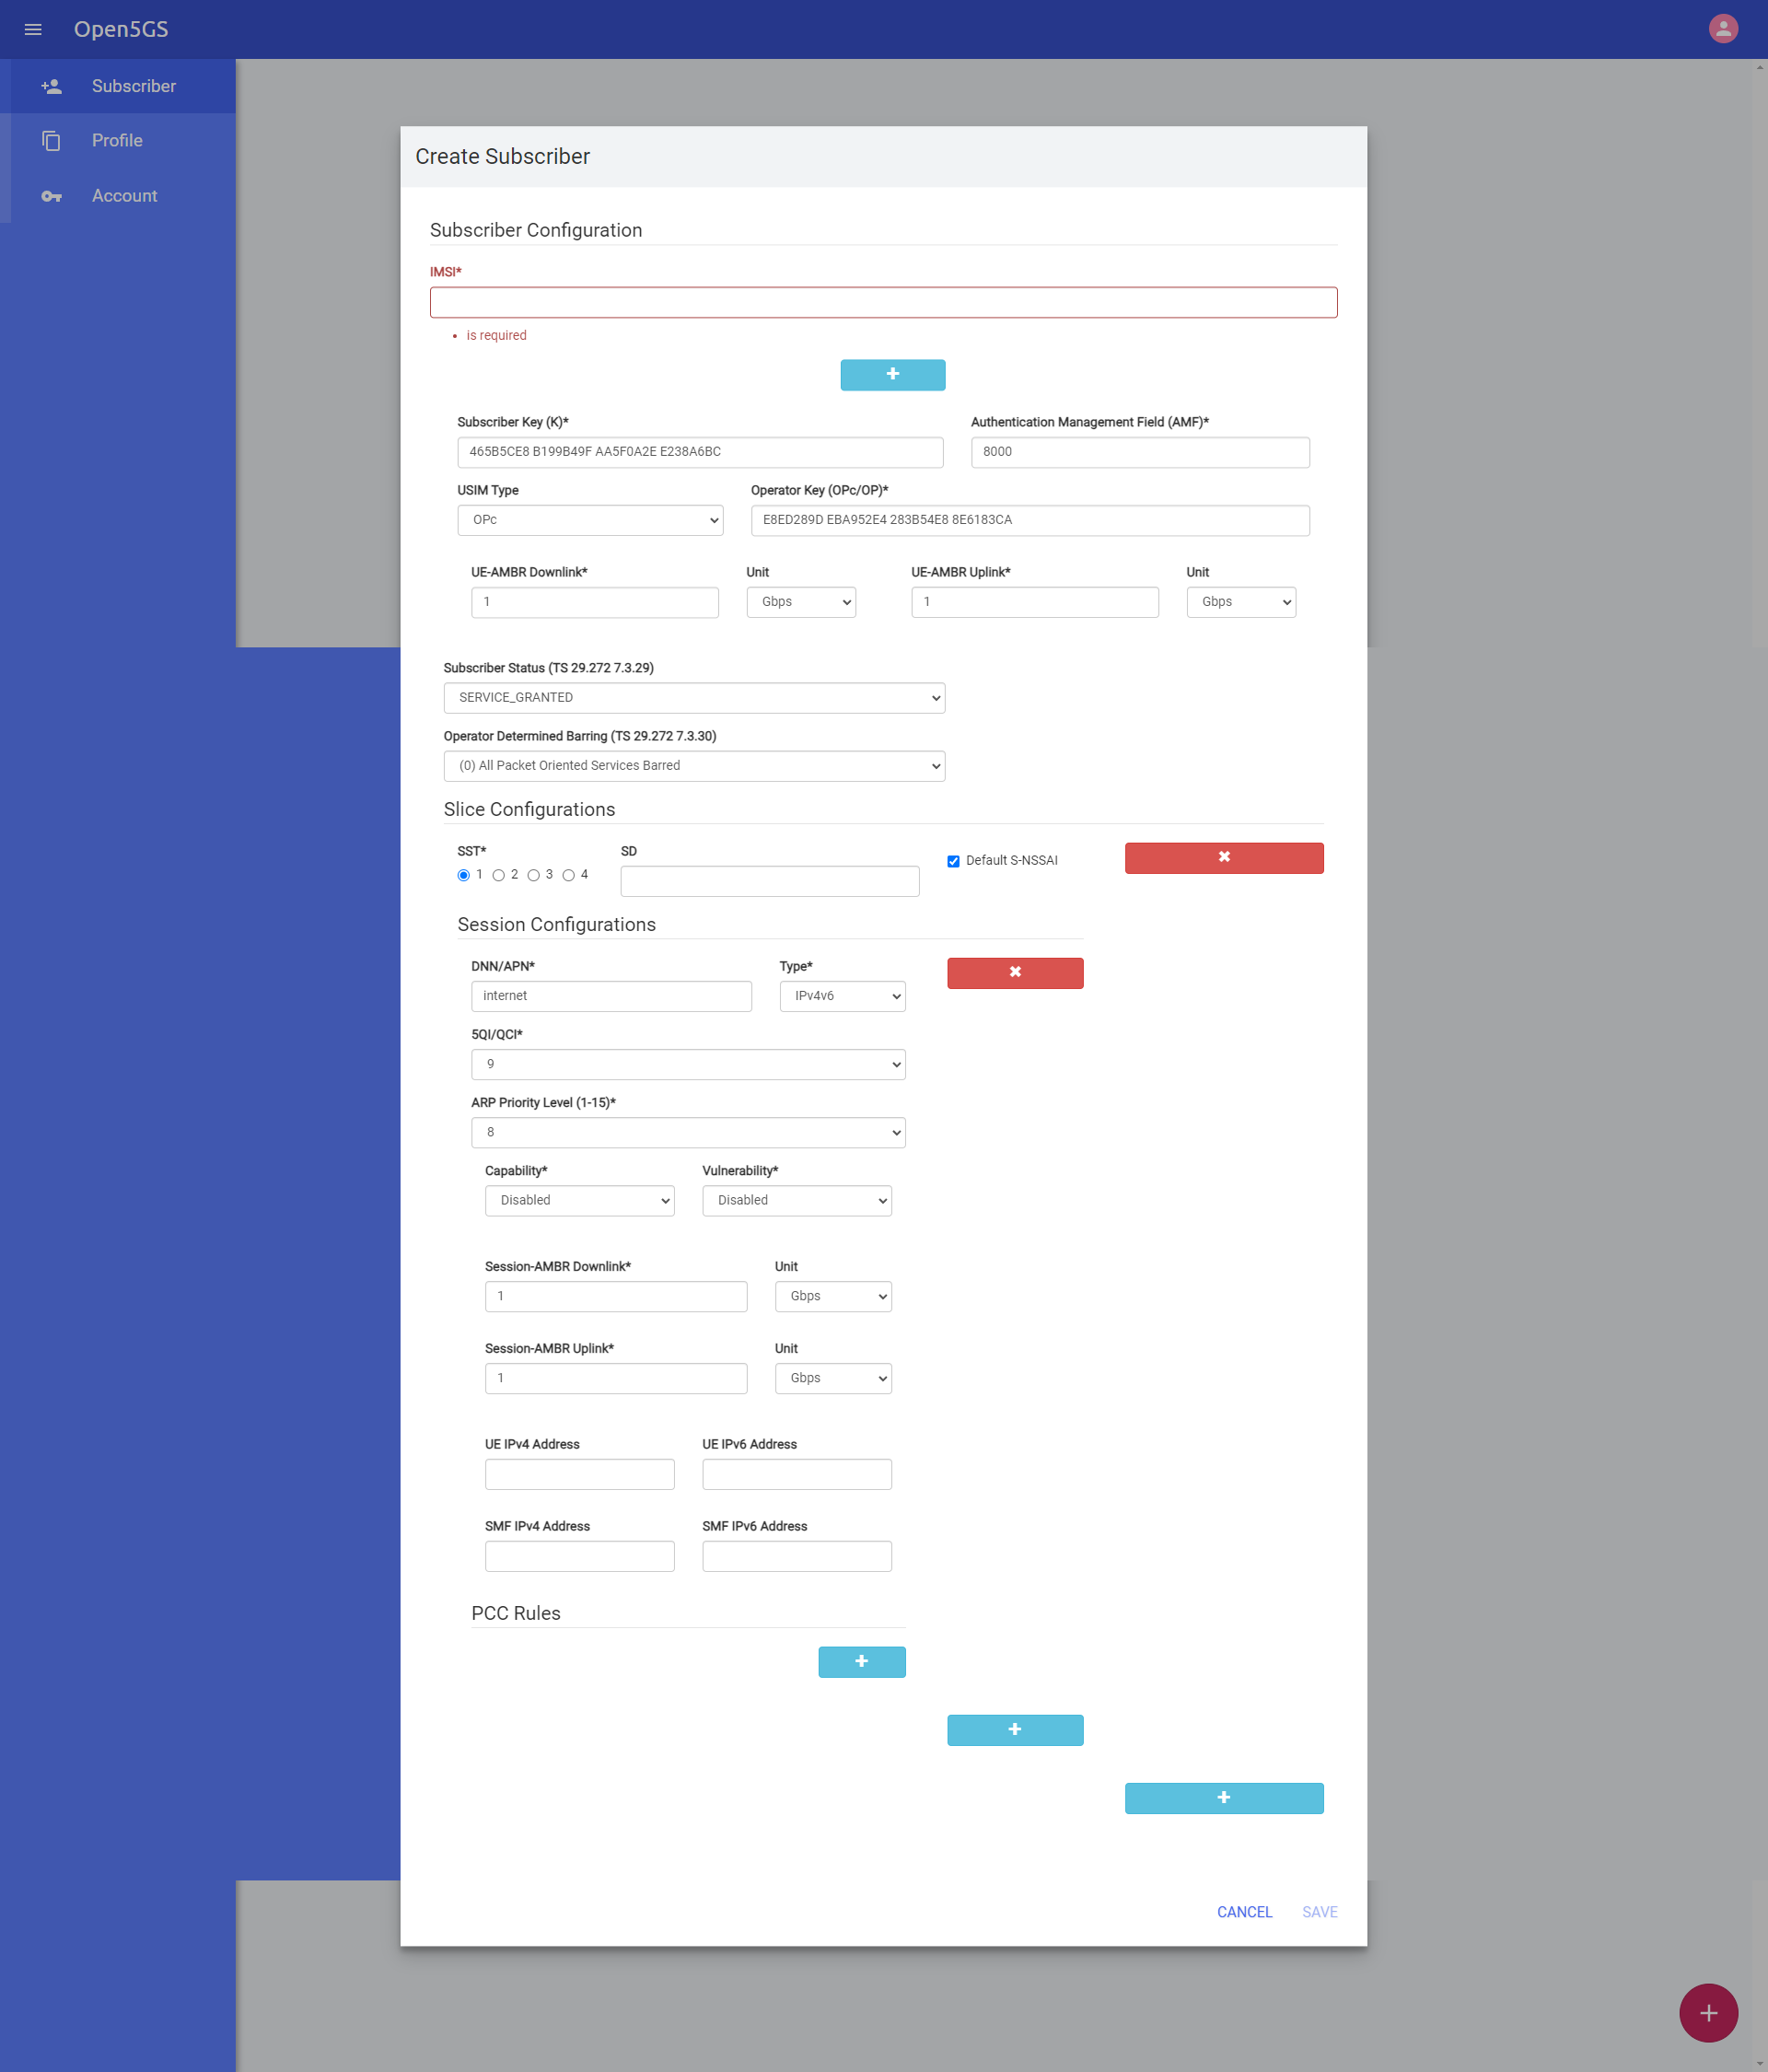 Open5GS
Subscriber
Profile
Account
Create Subscriber
Subscriber Configuration
IMSI*
is required
Subscriber Key (K)*
Authentication Management Field (AMF)*
465B5CE8 B199B49F AA5F0A2E E238A6BC
8000
USIM Type
Operator Key (OPc/OP)*
OPc
E8ED289D EBA952E4 283B54E8 8E6183CA
UE-AMBR Downlink*
Unit
UE-AMBR Uplink*
Unit
1
Gbps
1
Gbps
Subscriber Status (TS 29.272 7.3.29)
SERVICE_GRANTED
Operator Determined Barring (TS 29.272 7.3.30)
(0) All Packet Oriented Services Barred
Slice Configurations
SST*
SD
1 2 3 4
Default S-NSSAI
Session Configurations
DNN/APN*
Type*
internet
IPv4v6
5QI/QCI*
9
ARP Priority Level (1-15)*
8
Capability*
Vulnerability*
Disabled
Disabled
Session-AMBR Downlink*
Unit
1
Gbps
Session-AMBR Uplink*
Unit
1
Gbps
UE IPv4 Address
UE IPv6 Address
SMF IPv4 Address
SMF IPv6 Address
PCC Rules
CANCEL
SAVE